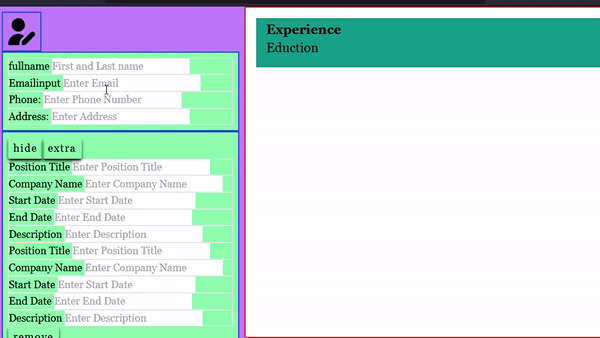 fullname First and Last name
Emailinput Enter Email
Phone: Enter Phone Number
Address: Enter Address
hide extra
Position Title Enter Position Title
Company Name Enter Company Name
Start Date Enter Start Date
End Date Enter End Date
Description Enter Description
Position Title Enter Position Title
Company Name Enter Company Name
Start Date Enter Start Date
End Date Enter End Date
Description Enter Description
remove
Experience
Eduction